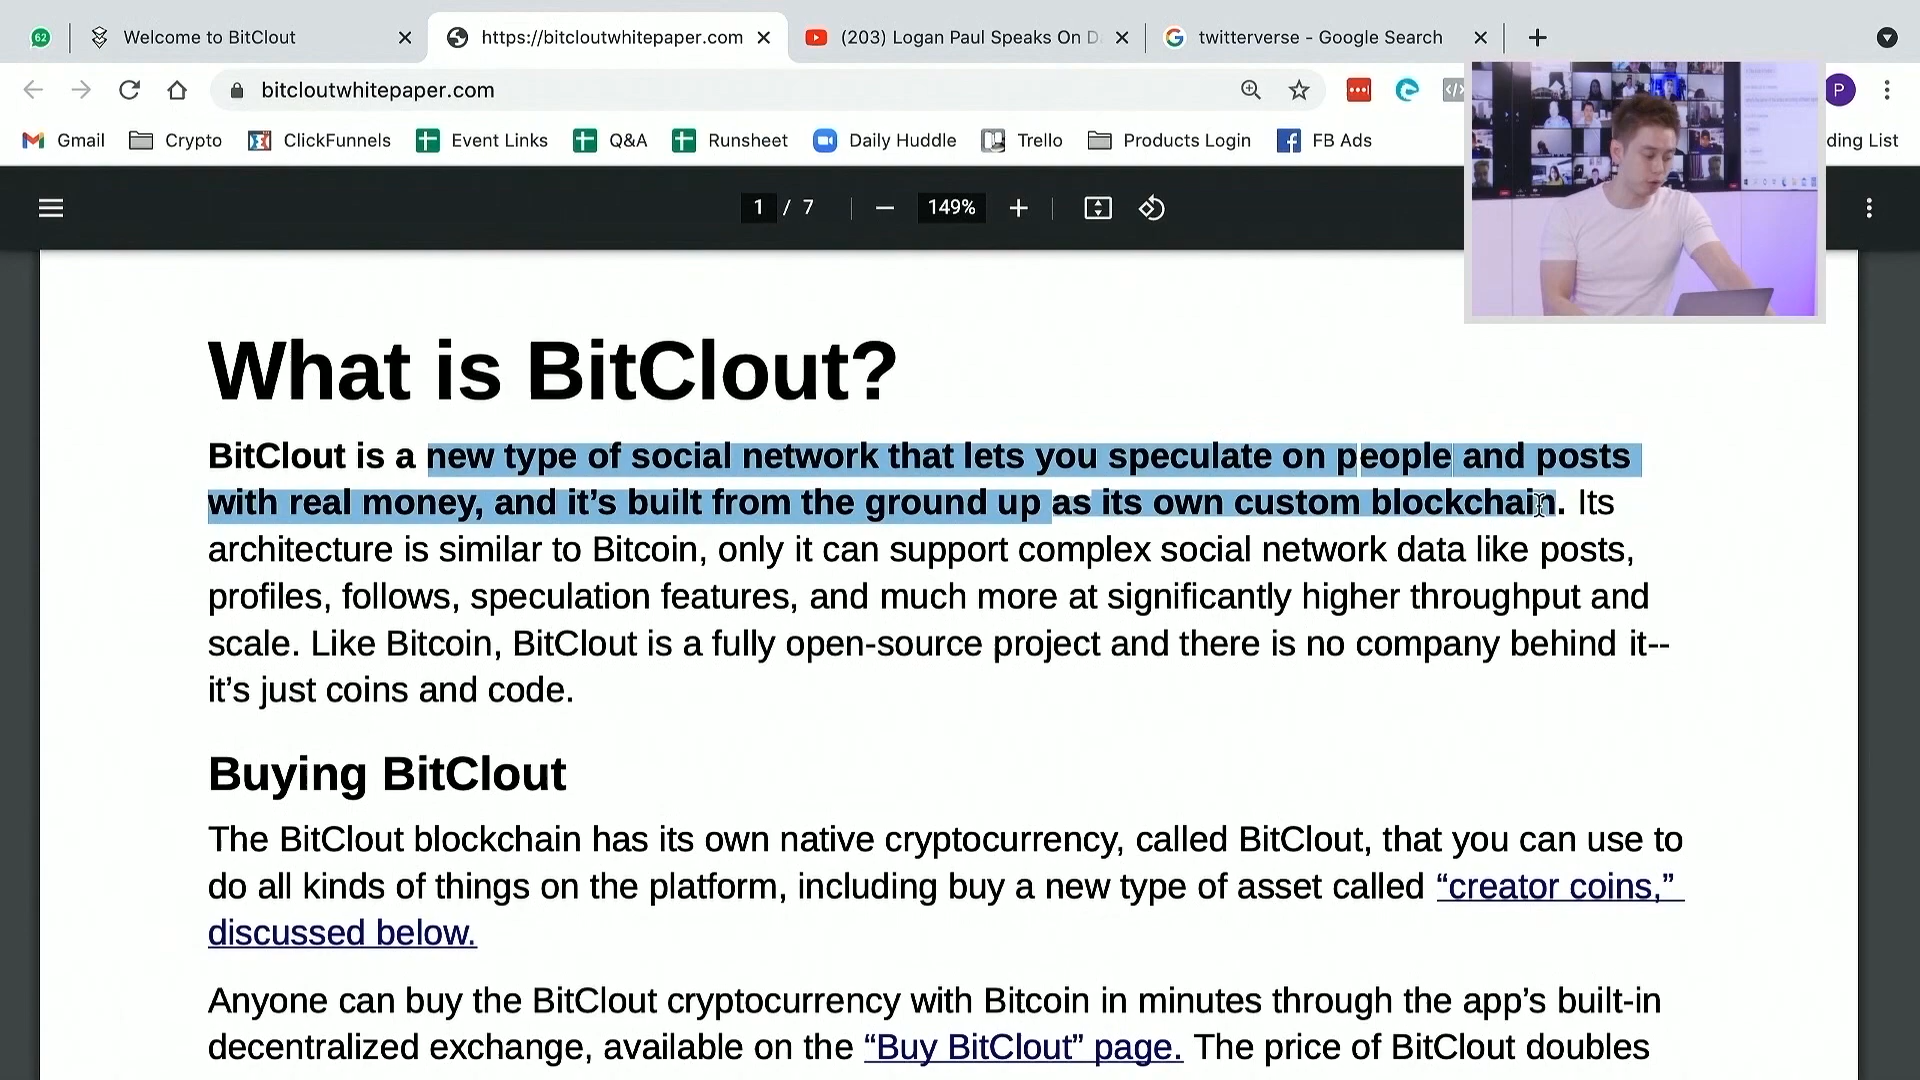 62
Welcome to BitClout
https://bitcloutwhitepaper.com
(203) Logan Paul Speaks On D
twitterverse - Google Search
bitcloutwhitepaper.com
P
Gmail
Crypto
ClickFunnels
Event Links
Q&A
Runsheet
Daily Huddle
Trello
Products Login
FB Ads
ding List
1 / 7
149%
What is BitClout?
BitClout is a new type of social network that lets you speculate on people and posts
with real money, and it’s built from the ground up as its own custom blockchain. Its
architecture is similar to Bitcoin, only it can support complex social network data like posts,
profiles, follows, speculation features, and much more at significantly higher throughput and
scale. Like Bitcoin, BitClout is a fully open-source project and there is no company behind it--
it’s just coins and code.
Buying BitClout
The BitClout blockchain has its own native cryptocurrency, called BitClout, that you can use to
do all kinds of things on the platform, including buy a new type of asset called “creator coins,”
discussed below.
Anyone can buy the BitClout cryptocurrency with Bitcoin in minutes through the app’s built-in
decentralized exchange, available on the “Buy BitClout” page. The price of BitClout doubles